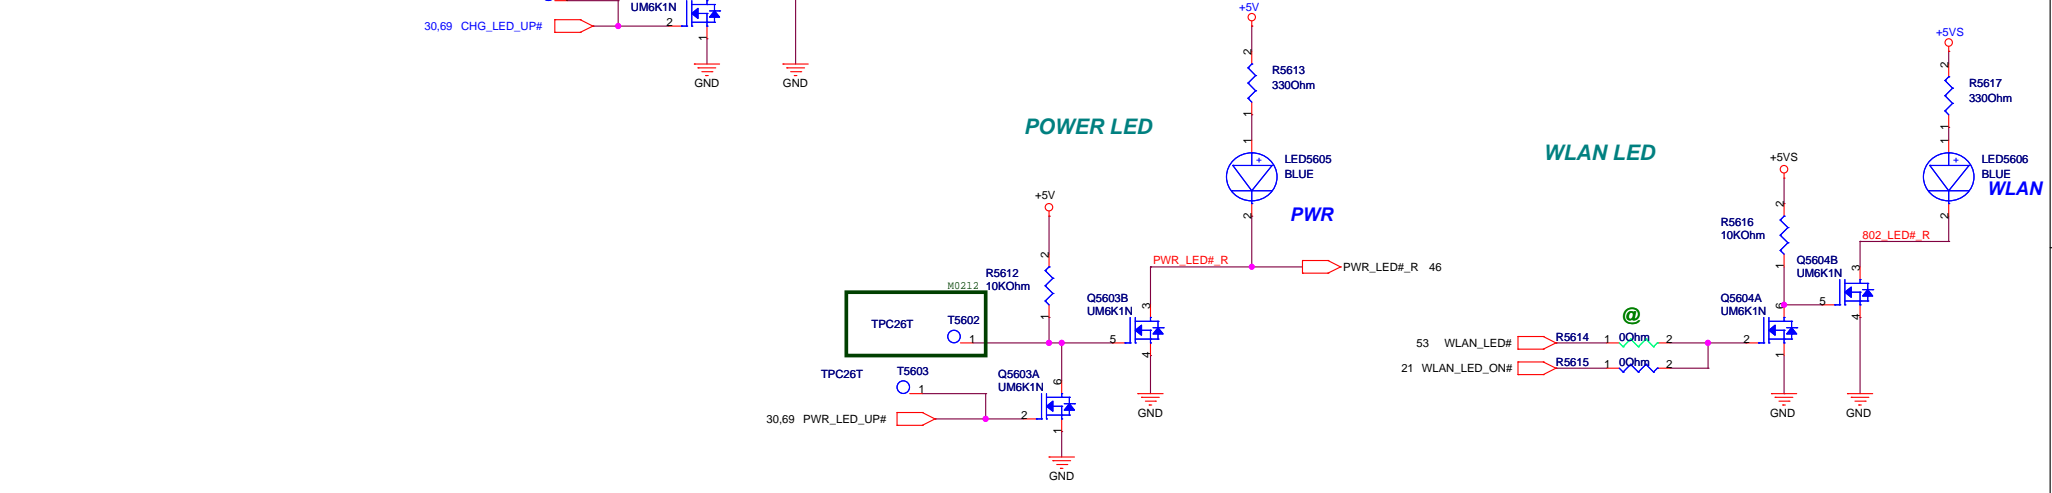 UM6K1N
30,69 CHG_LED_UP#
2
1
GND
GND
POWER LED
+5V
2
R5613
330Ohm
1
1
LED5605
BLUE
+
2
PWR
PWR_LED#_R
PWR_LED#_R 46
+5V
2
R5612
10KOhm
1
M0212
TPC26T
T5602
1
Q5603B
UM6K1N
3
5
4
GND
TPC26T
T5603
1
Q5603A
UM6K1N
6
2
1
30,69 PWR_LED_UP#
GND
WLAN LED
+5VS
2
R5617
330Ohm
1
1
LED5606
BLUE
+
WLAN
2
802_LED#_R
+5VS
2
R5616
10KOhm
1
Q5604B
UM6K1N
3
5
4
Q5604A
UM6K1N
6
2
1
@
53 WLAN_LED#
R5614
1
0Ohm
2
21 WLAN_LED_ON#
R5615
1
0Ohm
2
GND
GND